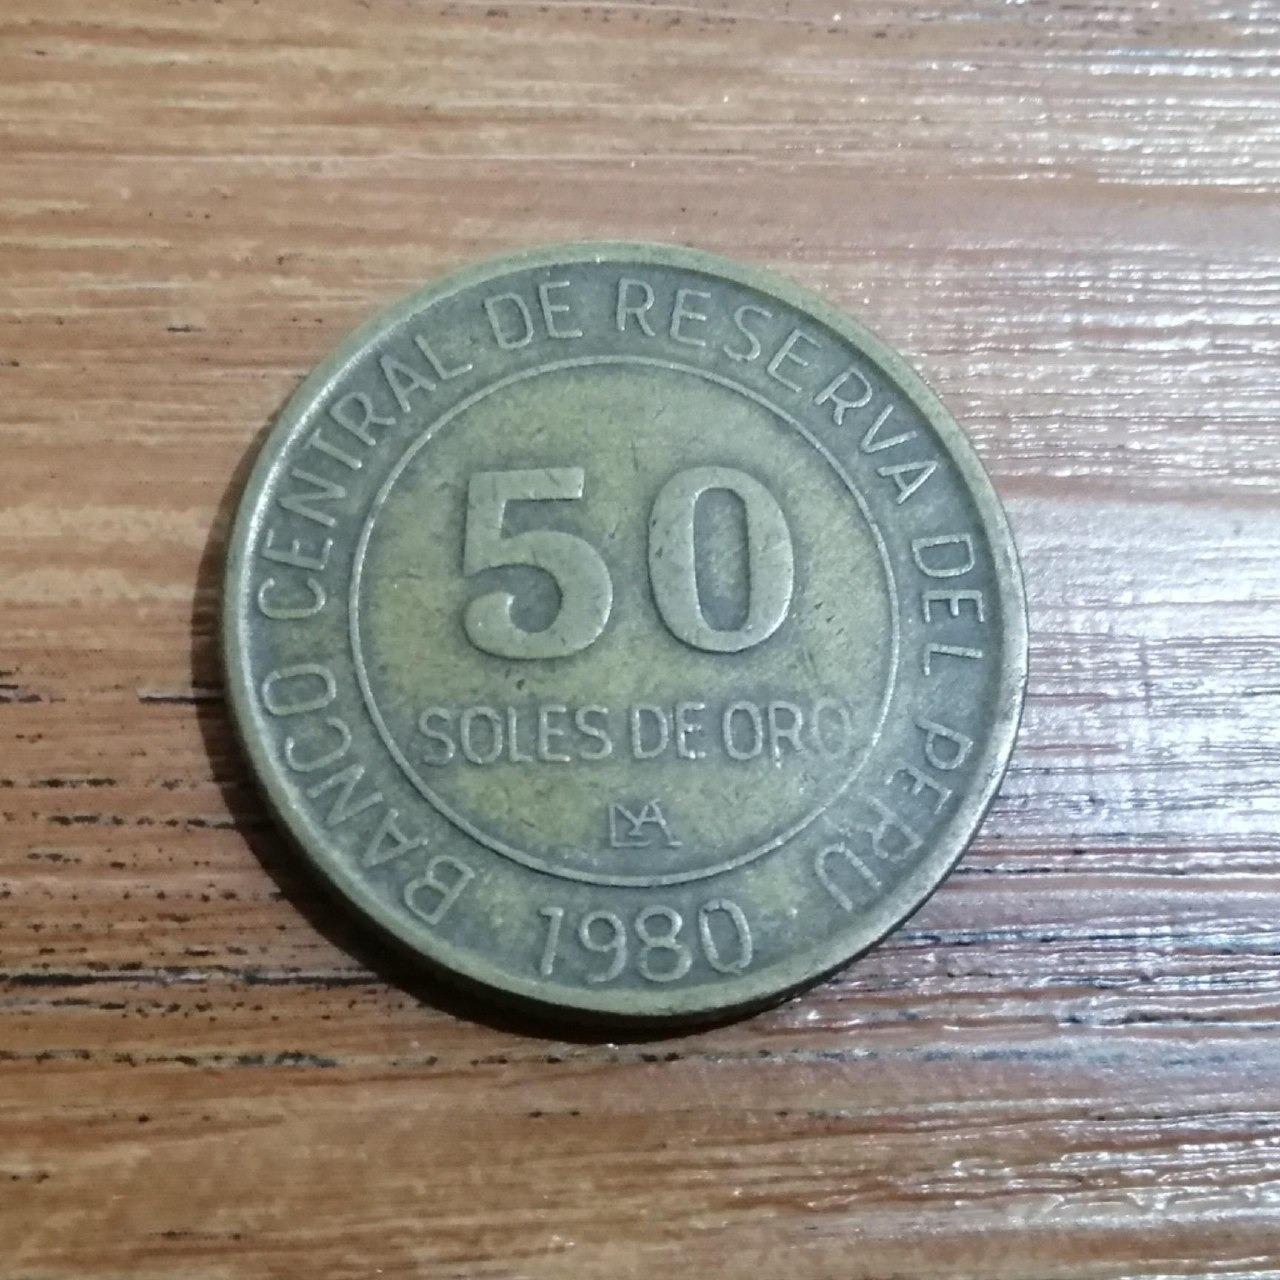 BANCO CENTRAL DE RESERVA DEL PERU
50
SOLES DE ORO
1980